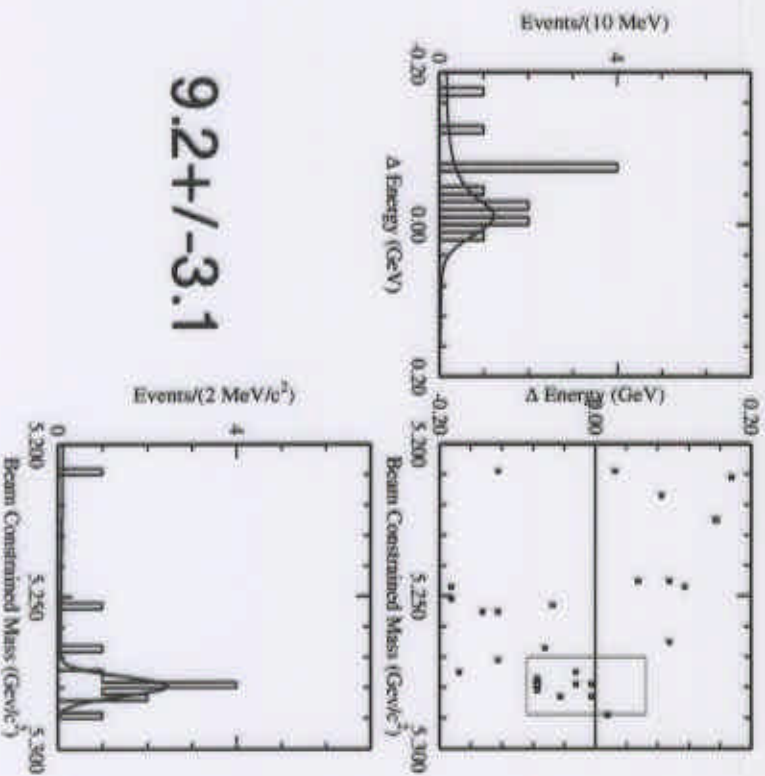 Events/(10 MeV)
0
4
-0.20
0.00
0.20
Δ Energy (GeV)
Δ Energy (GeV)
-0.20
0.00
0.20
5.200
5.250
5.300
Beam Constrained Mass (Gev/c²)
9.2+/-3.1
Events/(2 MeV/c²)
0
4
5.200
5.250
5.300
Beam Constrained Mass (Gev/c²)